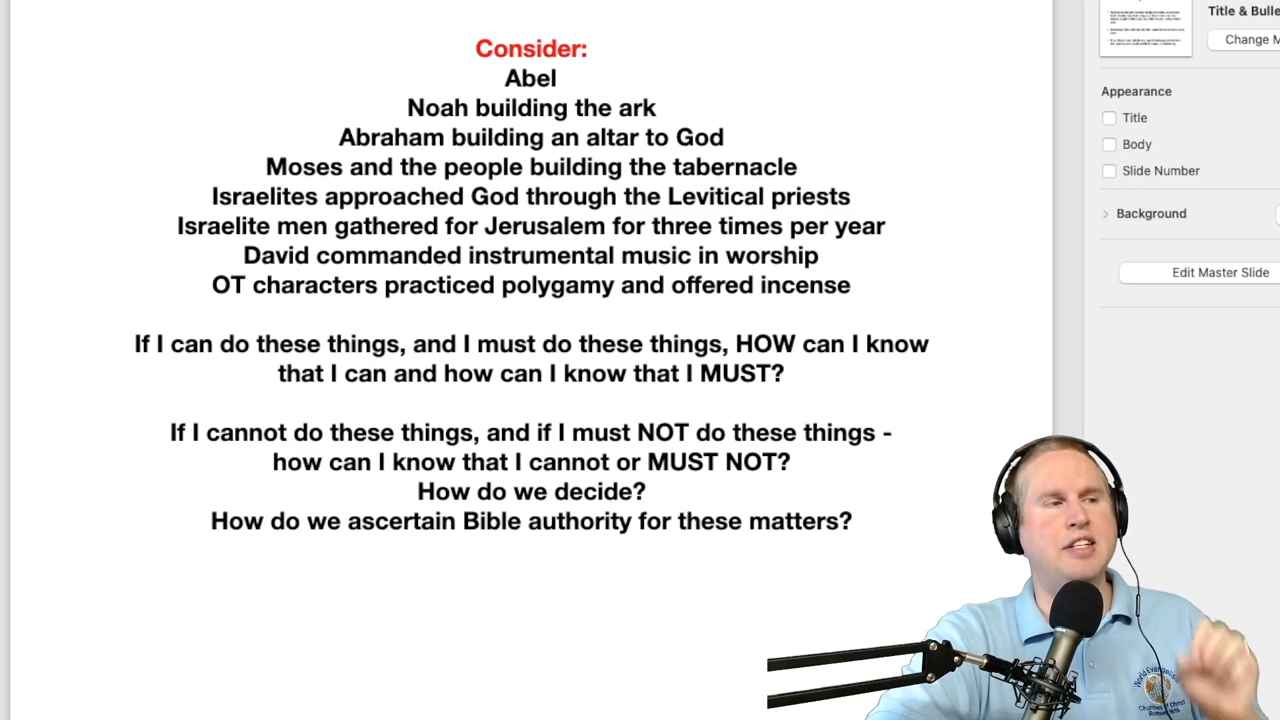 Consider:
Abel
Noah building the ark
Abraham building an altar to God
Moses and the people building the tabernacle
Israelites approached God through the Levitical priests
Israelite men gathered for Jerusalem for three times per year
David commanded instrumental music in worship
OT characters practiced polygamy and offered incense
If I can do these things, and I must do these things, HOW can I know
that I can and how can I know that I MUST?
If I cannot do these things, and if I must NOT do these things -
how can I know that I cannot or MUST NOT?
How do we decide?
How do we ascertain Bible authority for these matters?
Title & Bulle
Change M
Appearance
Title
Body
Slide Number
Background
Edit Master Slide
World Evangelis
Churches of Christ